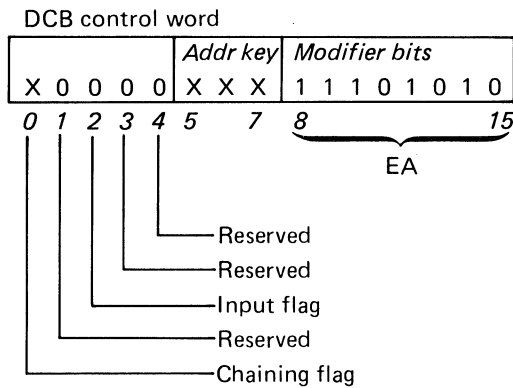 DCB control word
Addr key Modifier bits
X 0 0 0 0 X X X 1 1 1 0 1 0 1 0
0 1 2 3 4 5 7 8 15
EA
Reserved
Reserved
Input flag
Reserved
Chaining flag